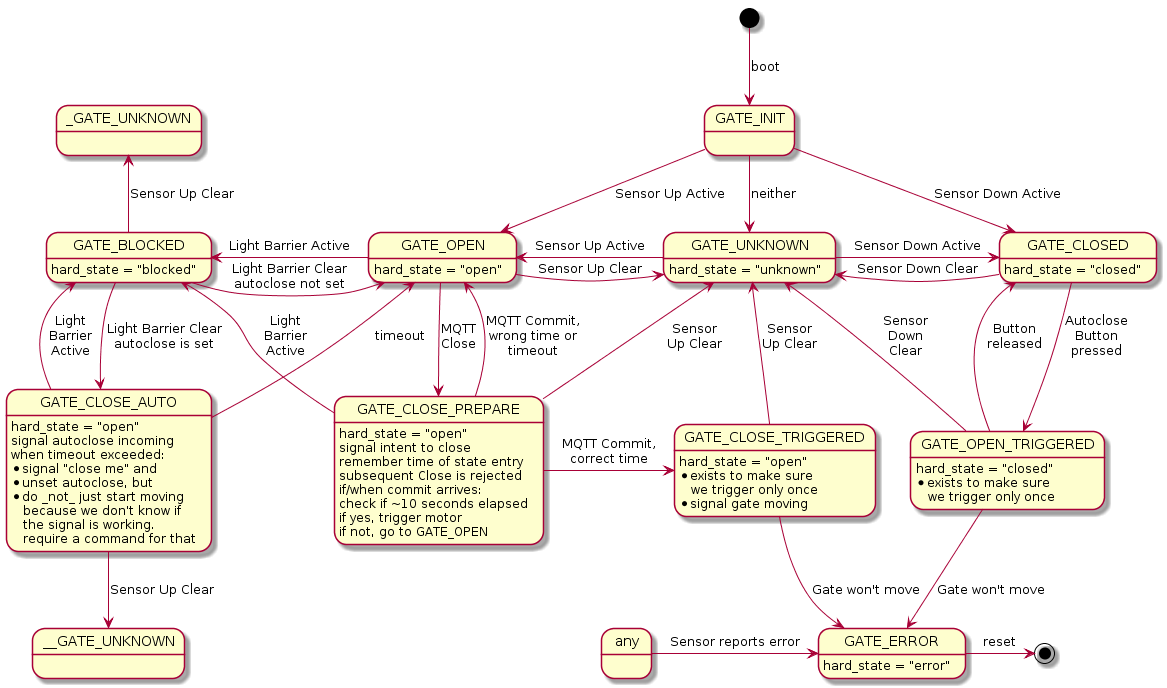 boot
GATE_INIT
_GATE_UNKNOWN
Sensor Up Clear
Sensor Up Active
neither
Sensor Down Active
GATE_BLOCKED
hard_state = "blocked"
Light Barrier Active
Light Barrier Clear
autoclose not set
GATE_OPEN
hard_state = "open"
Sensor Up Active
Sensor Up Clear
GATE_UNKNOWN
hard_state = "unknown"
Sensor Down Active
Sensor Down Clear
GATE_CLOSED
hard_state = "closed"
Light
Barrier
Active
Light Barrier Clear
autoclose is set
Light
Barrier
Active
timeout
MQTT
Close
MQTT Commit,
wrong time or
timeout
Sensor
Up Clear
Sensor
Up Clear
Sensor
Down
Clear
Button
released
Autoclose
Button
pressed
GATE_CLOSE_AUTO
hard_state = "open"
signal autoclose incoming
when timeout exceeded:
• signal "close me" and
• unset autoclose, but
• do _not_ just start moving
because we don't know if
the signal is working.
require a command for that
GATE_CLOSE_PREPARE
hard_state = "open"
signal intent to close
remember time of state entry
subsequent Close is rejected
if/when commit arrives:
check if ~10 seconds elapsed
if yes, trigger motor
if not, go to GATE_OPEN
MQTT Commit,
correct time
GATE_CLOSE_TRIGGERED
hard_state = "open"
• exists to make sure
we trigger only once
• signal gate moving
GATE_OPEN_TRIGGERED
hard_state = "closed"
• exists to make sure
we trigger only once
Sensor Up Clear
Gate won't move
Gate won't move
__GATE_UNKNOWN
any
Sensor reports error
GATE_ERROR
hard_state = "error"
reset